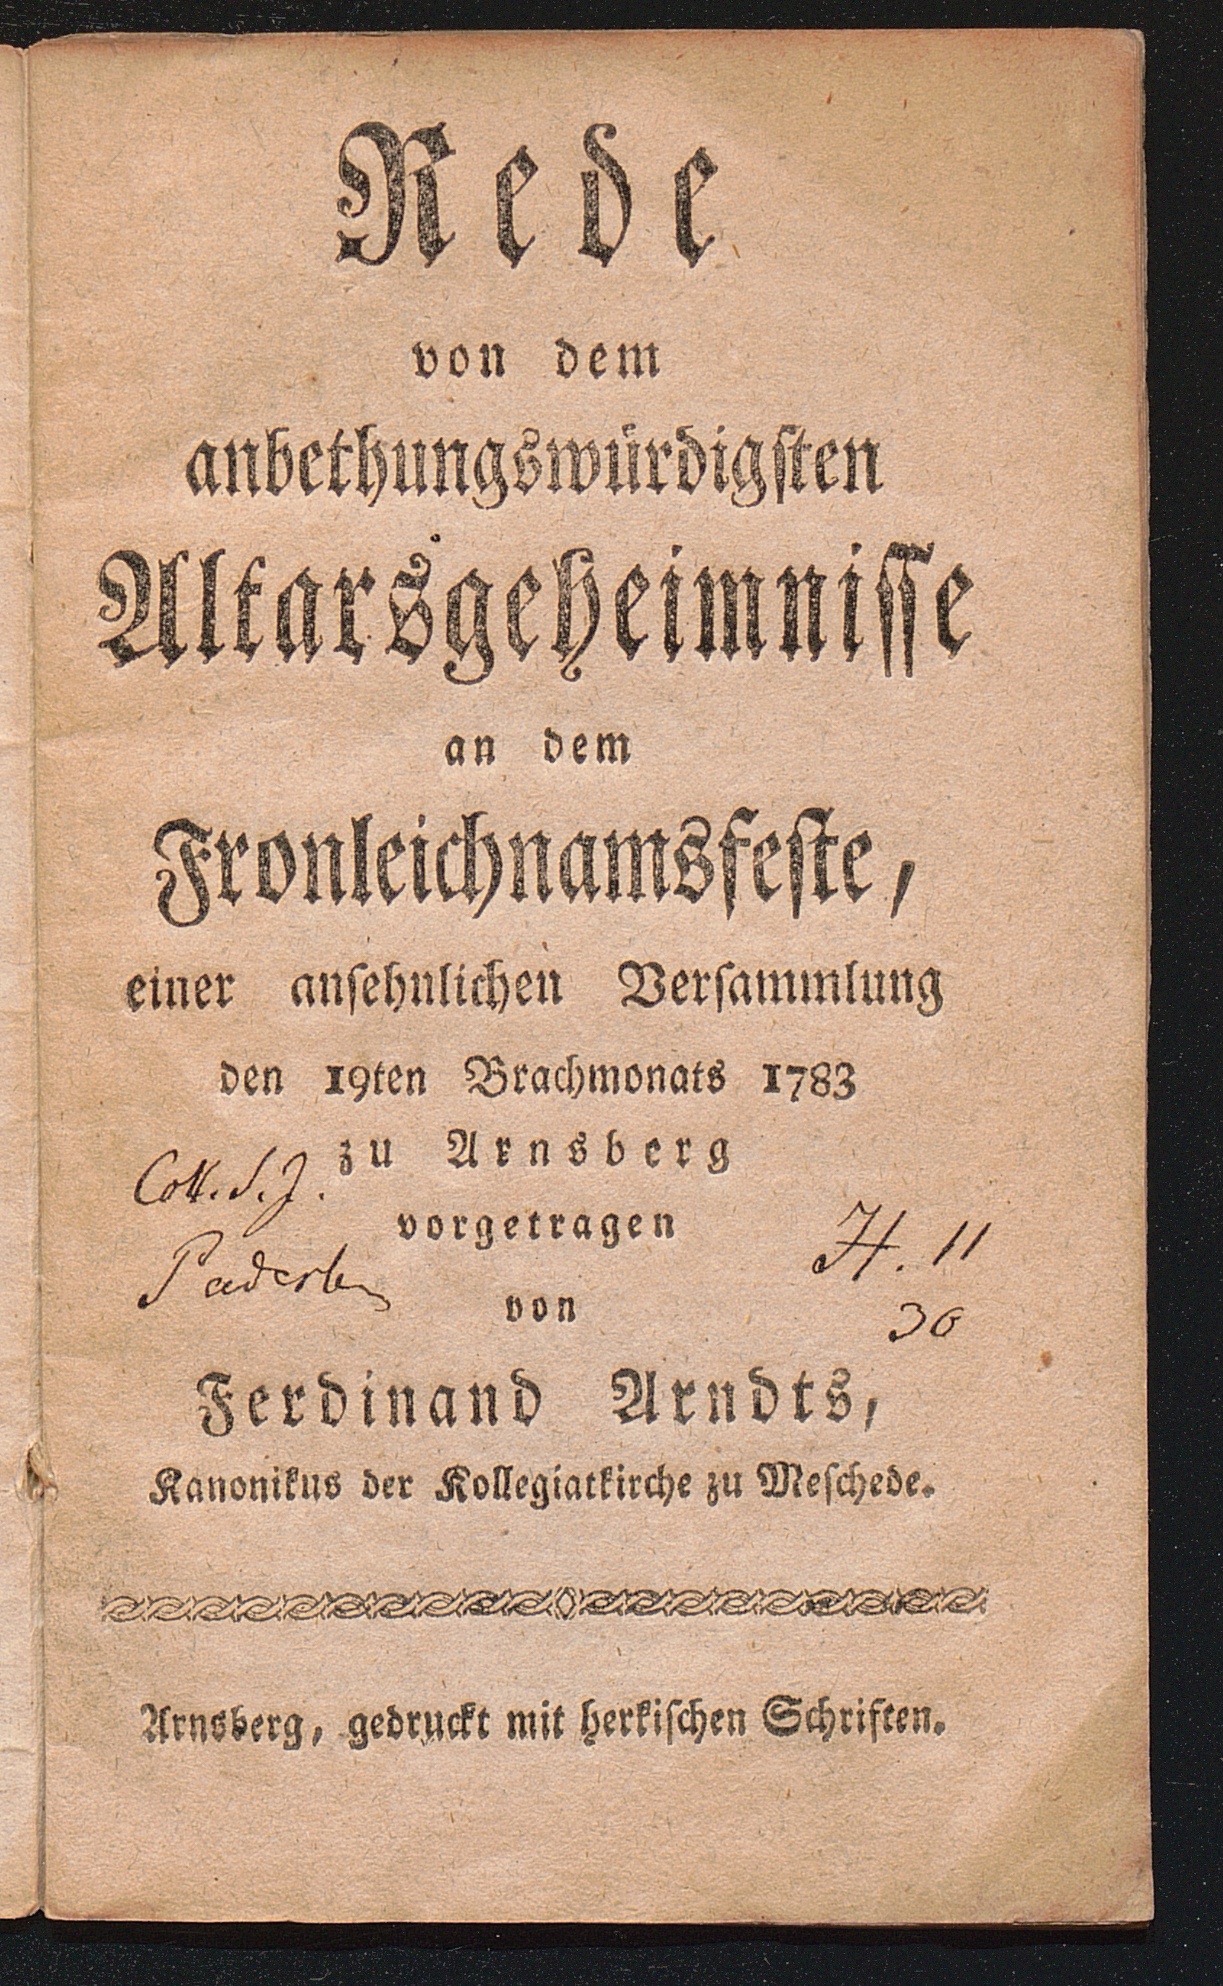 Rede
von dem
anbethungswürdigsten
Altarsgeheimnisse
an dem
Fronleichnamsfeste,
einer ansehnlichen Versammlung
den 19ten Brachmonats 1783
zu Arnsberg
Coll. S. J.
vorgetragen
Paderb
H. 11
von
36
Ferdinand Arndts,
Kanonikus der Kollegiatkirche zu Meschede.
Arnsberg, gedruckt mit herkischen Schriften.